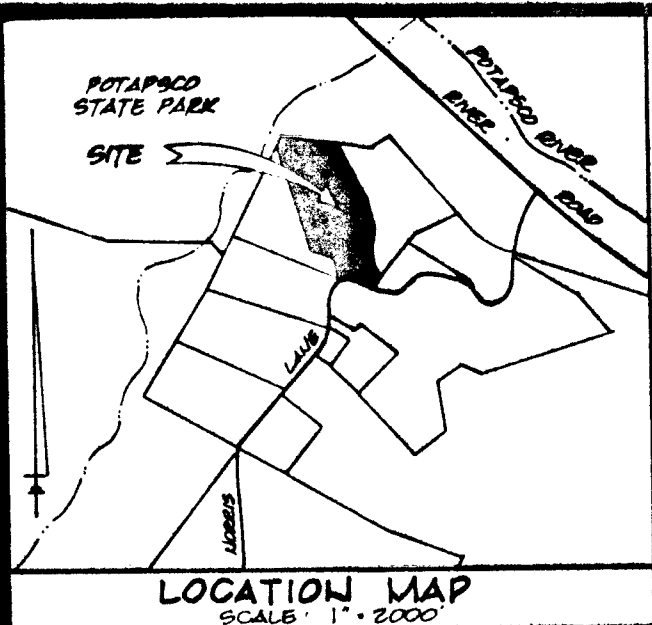 POTAPSCO
STATE PARK
SITE
POTAPSCO RIVER
RIVER ROAD
LANE
NORRIS
LOCATION MAP
SCALE: 1" = 2000'